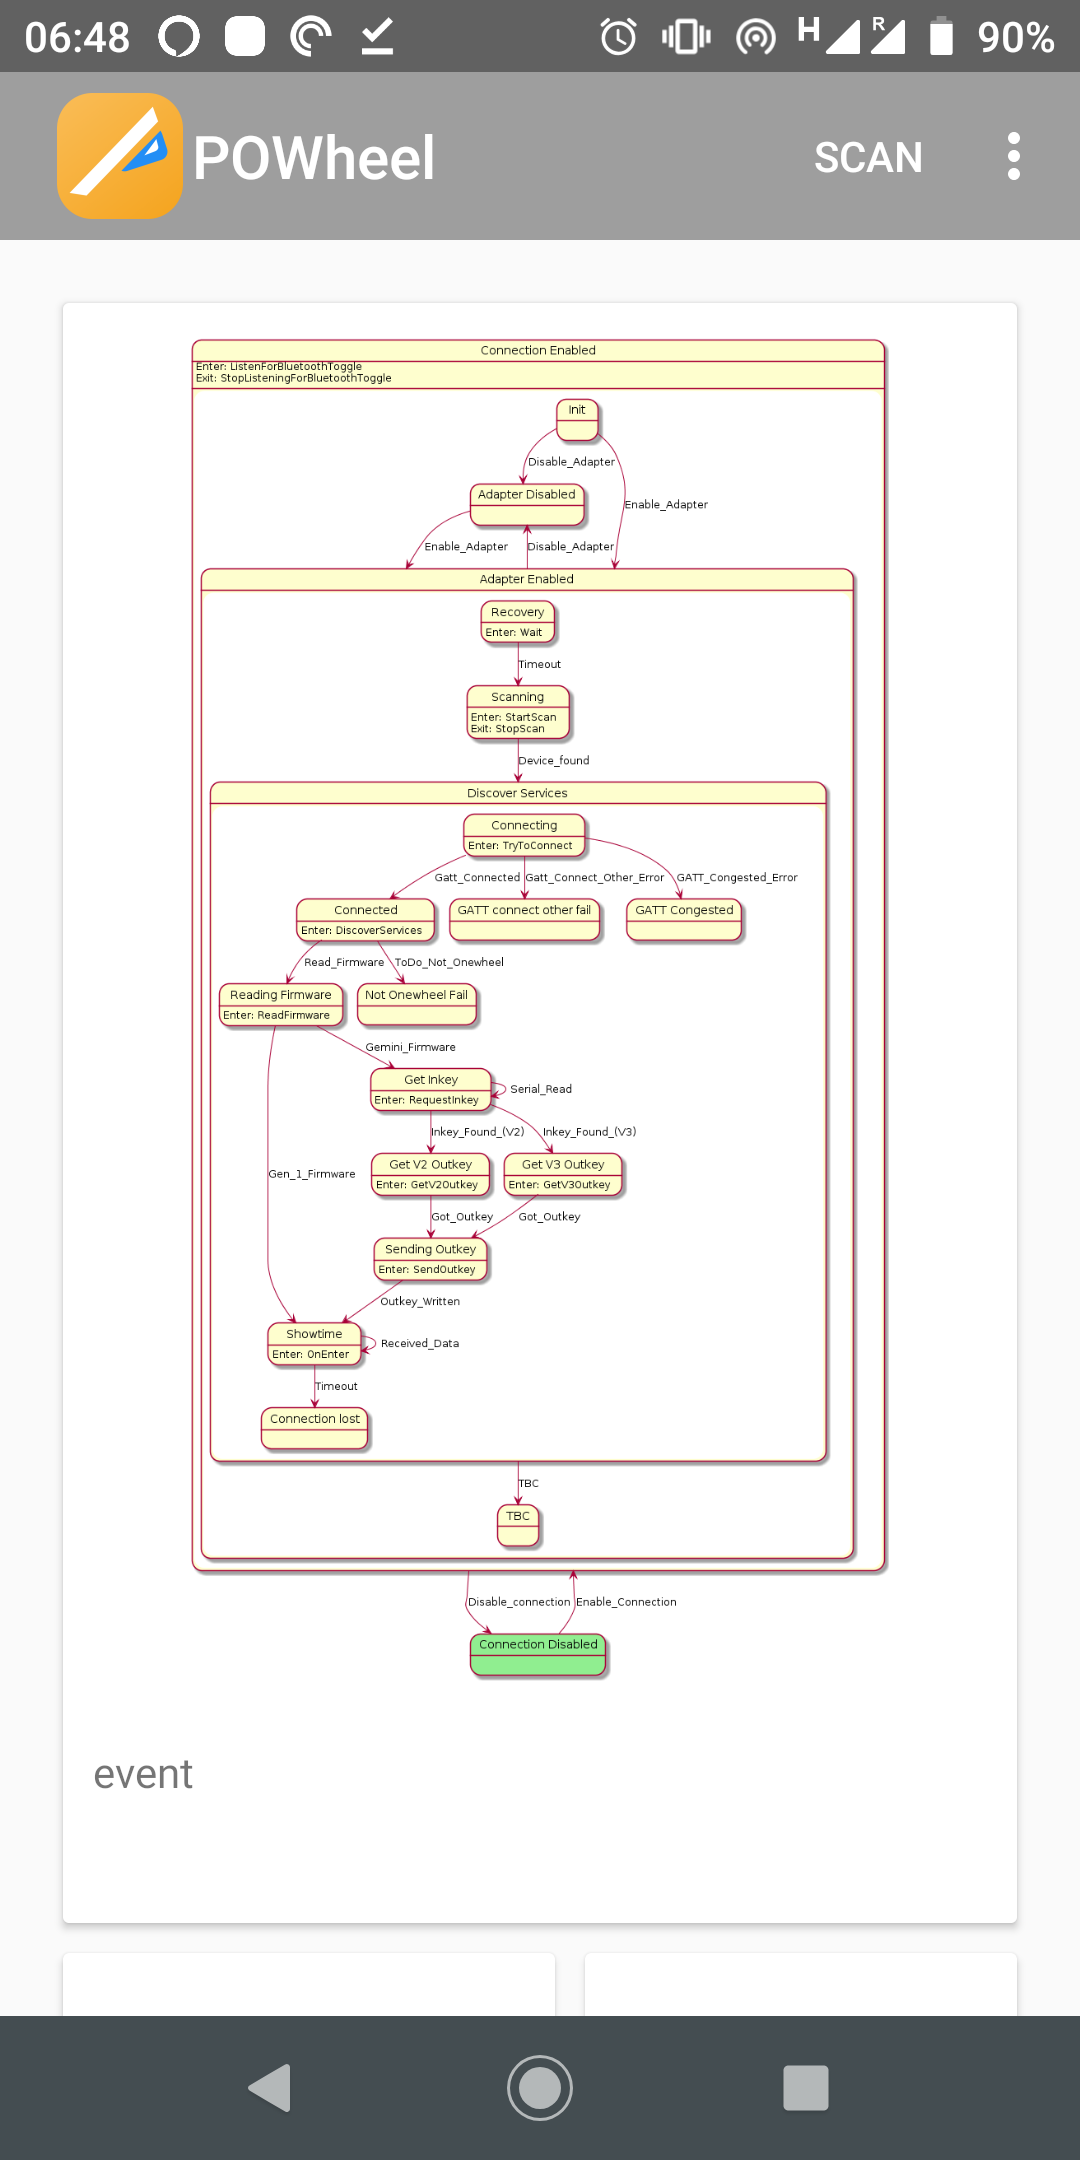 06:48
H
R
90%
POWheel
SCAN
Connection Enabled
Enter: ListenForBluetoothToggle
Exit: StopListeningForBluetoothToggle
Init
Disable_Adapter
Adapter Disabled
Enable_Adapter
Enable_Adapter
Disable_Adapter
Adapter Enabled
Recovery
Enter: Wait
Timeout
Scanning
Enter: StartScan
Exit: StopScan
Device_found
Discover Services
Connecting
Enter: TryToConnect
Gatt_Connected
Gatt_Connect_Other_Error
GATT_Congested_Error
Connected
Enter: DiscoverServices
GATT connect other fail
GATT Congested
Read_Firmware
ToDo_Not_Onewheel
Reading Firmware
Enter: ReadFirmware
Not Onewheel Fail
Gemini_Firmware
Get Inkey
Enter: RequestInkey
Serial_Read
Inkey_Found_(V2)
Inkey_Found_(V3)
Get V2 Outkey
Enter: GetV2Outkey
Get V3 Outkey
Enter: GetV3Outkey
Gen_1_Firmware
Got_Outkey
Got_Outkey
Sending Outkey
Enter: SendOutkey
Outkey_Written
Showtime
Enter: OnEnter
Received_Data
Timeout
Connection lost
TBC
TBC
Disable_connection
Enable_Connection
Connection Disabled
event